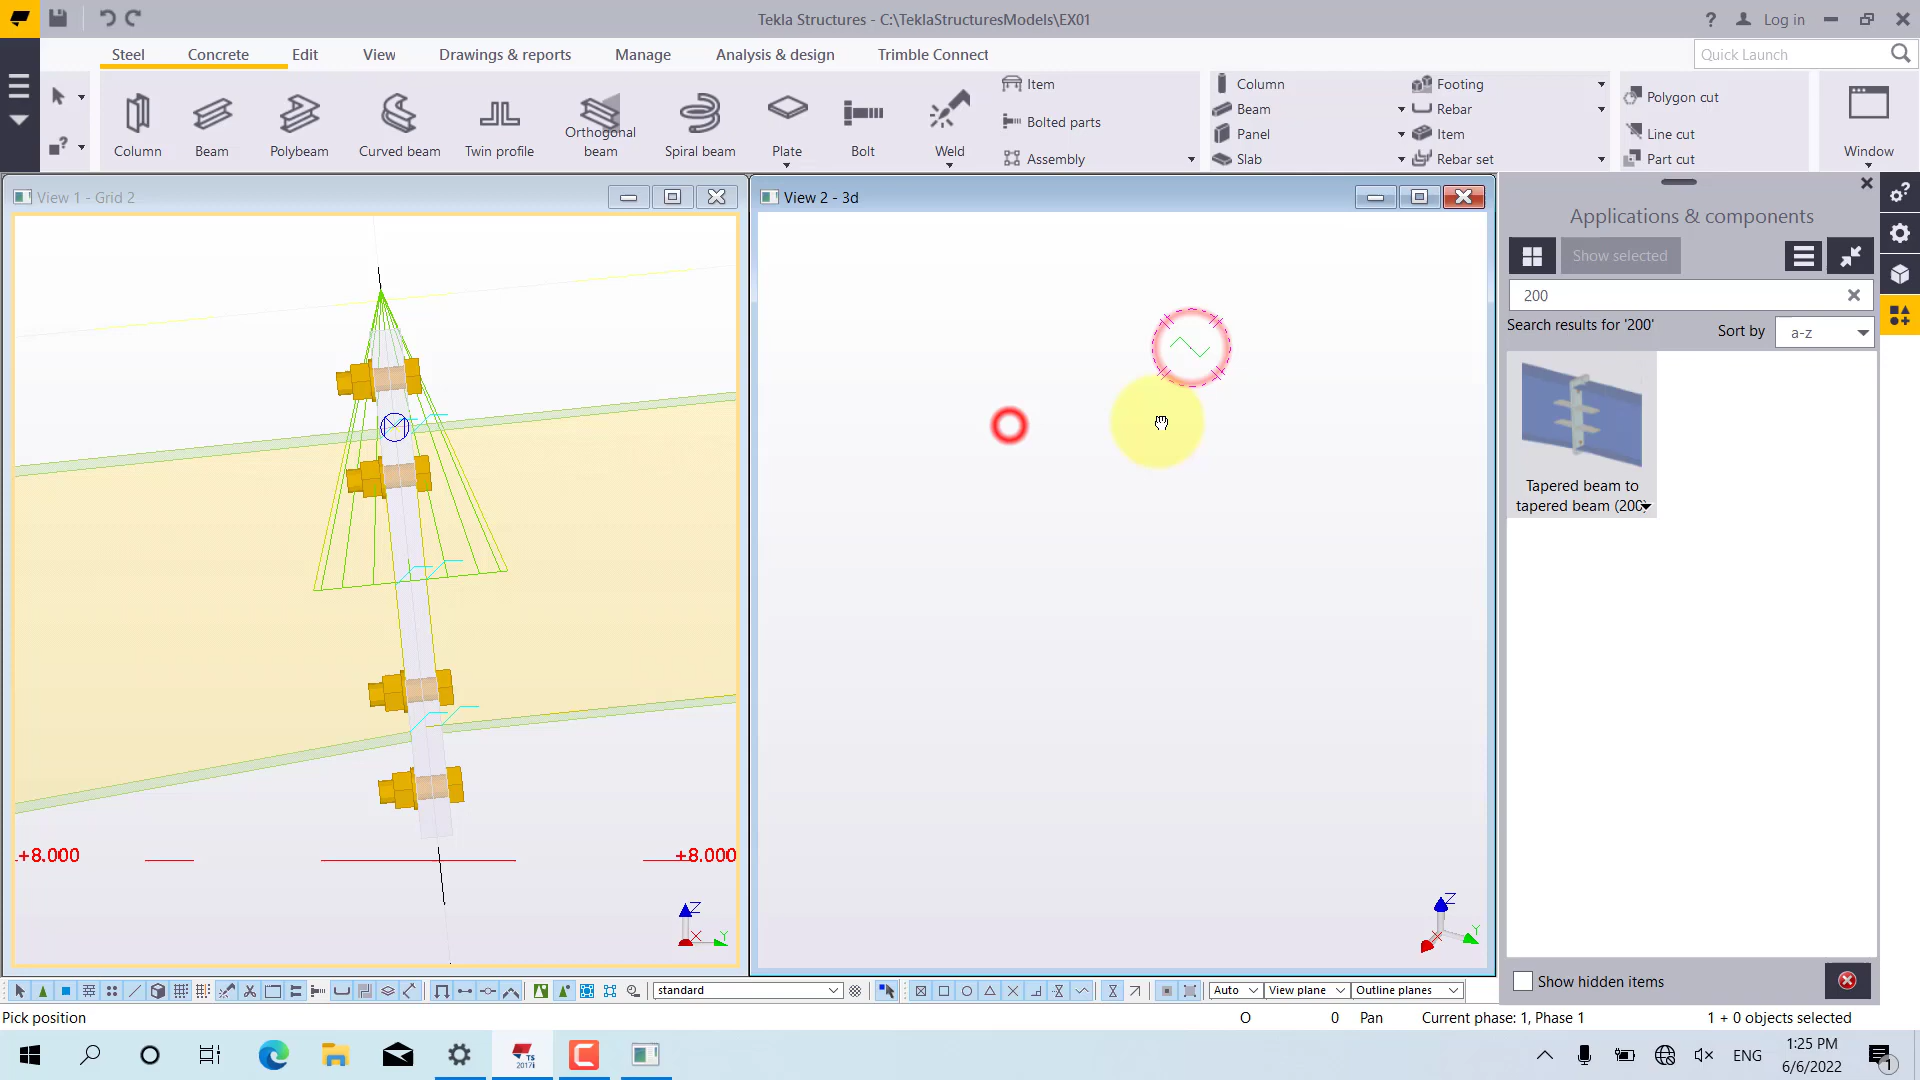 Tekla Structures - C:\TeklaStructuresModels\EX01
? Log in
Steel Concrete Edit View Drawings & reports Manage Analysis & design Trimble Connect
Quick Launch
Column
Beam
Polybeam
Curved beam
Twin profile
Orthogonal
beam
Spiral beam
Plate
Bolt
Weld
Item
Bolted parts
Assembly
Column
Beam
Panel
Slab
Footing
Rebar
Item
Rebar set
Polygon cut
Line cut
Part cut
Window
View 1 - Grid 2
+8.000
+8.000
Z
X
Y
View 2 - 3d
Z
X
Y
Applications & components
Show selected
200
Search results for '200'
Sort by
a-z
Tapered beam to
tapered beam (200)
Show hidden items
standard
Auto
View plane
Outline planes
Pick position
O
0
Pan
Current phase: 1, Phase 1
1 + 0 objects selected
TS
2017i
ENG
1:25 PM
6/6/2022
1